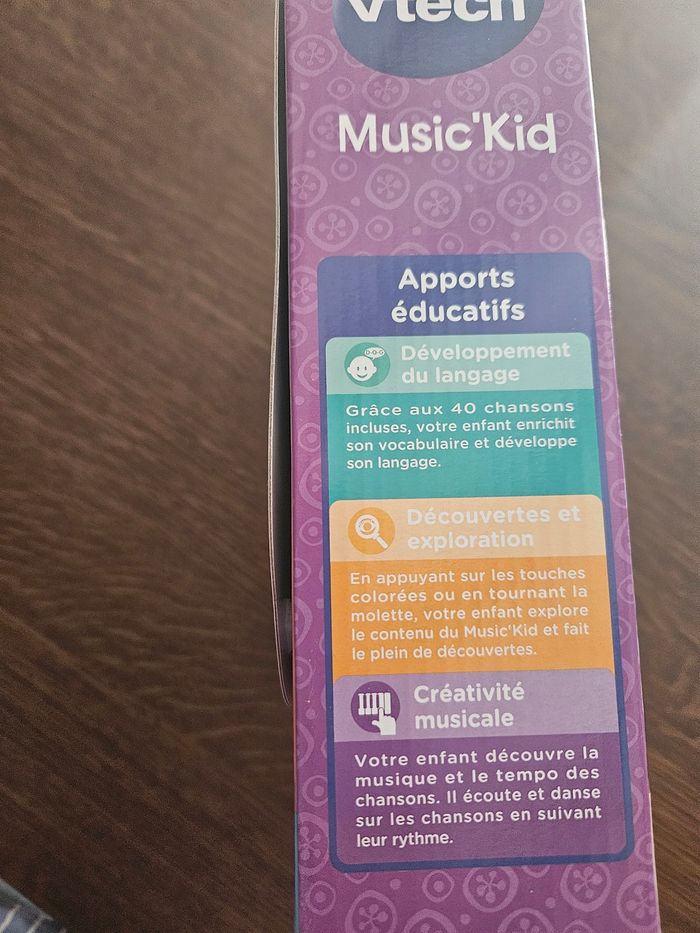 Vtech
Music'Kid
Apports
éducatifs
D-O-G
Développement
du langage
Grâce aux 40 chansons
incluses, votre enfant enrichit
son vocabulaire et développe
son langage.
Découvertes et
exploration
En appuyant sur les touches
colorées ou en tournant la
molette, votre enfant explore
le contenu du Music'Kid et fait
le plein de découvertes.
Créativité
musicale
Votre enfant découvre la
musique et le tempo des
chansons. Il écoute et danse
sur les chansons en suivant
leur rythme.